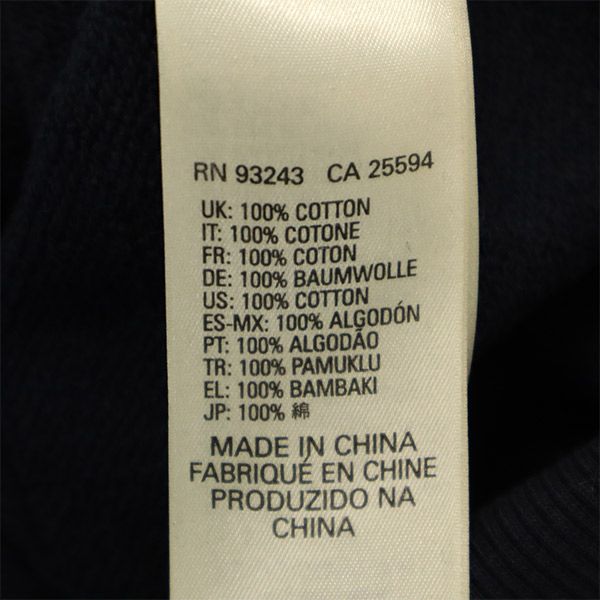 RN 93243 CA 25594
UK: 100% COTTON
IT: 100% COTONE
FR: 100% COTON
DE: 100% BAUMWOLLE
US: 100% COTTON
ES-MX: 100% ALGODÓN
PT: 100% ALGODÃO
TR: 100% PAMUKLU
EL: 100% BAMBAKI
JP: 100% 綿
MADE IN CHINA
FABRIQUÉ EN CHINE
PRODUZIDO NA
CHINA